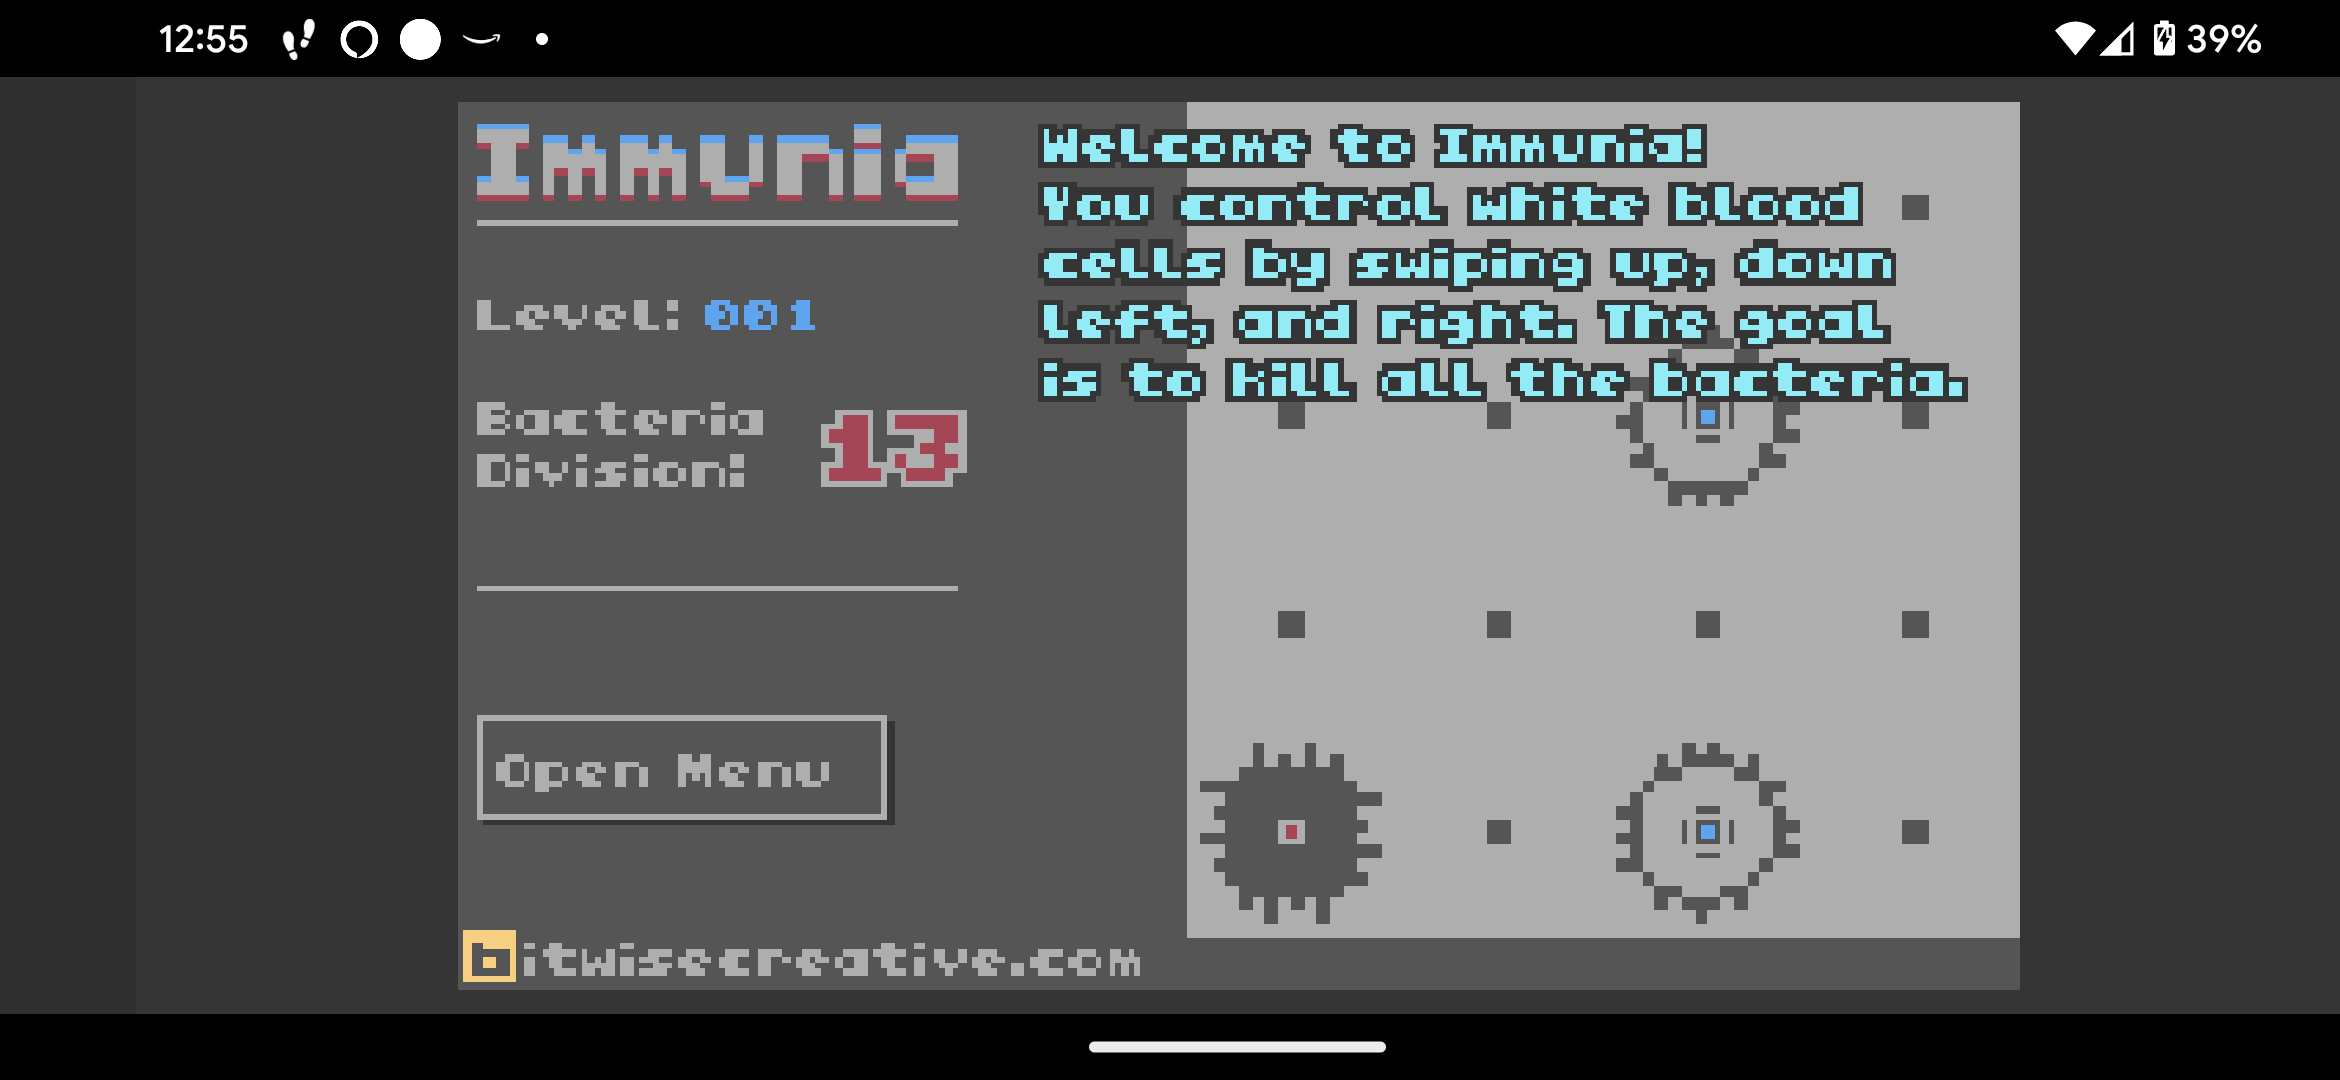 12:55
39%
Immunia
Level: 001
Bacteria
Division: 13
Open Menu
bitwisecreative.com
Welcome to Immunia!
You control white blood
cells by swiping up, down
left, and right. The goal
is to kill all the bacteria.